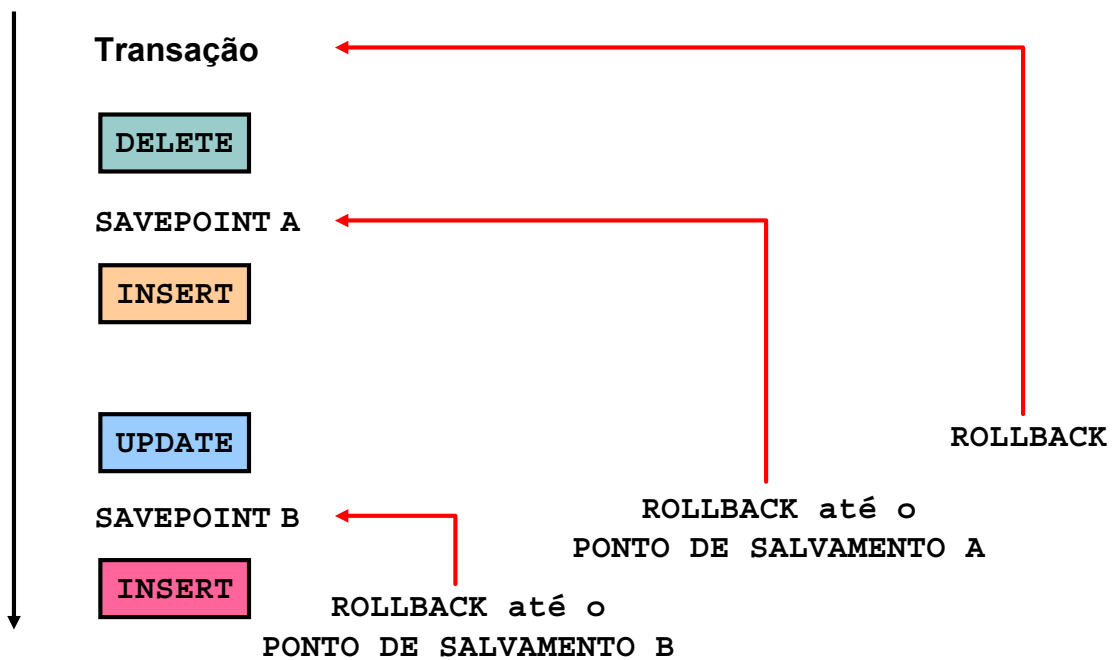 Transação
DELETE
SAVEPOINT A
INSERT
UPDATE
ROLLBACK
SAVEPOINT B
ROLLBACK até o
PONTO DE SALVAMENTO A
INSERT
ROLLBACK até o
PONTO DE SALVAMENTO B